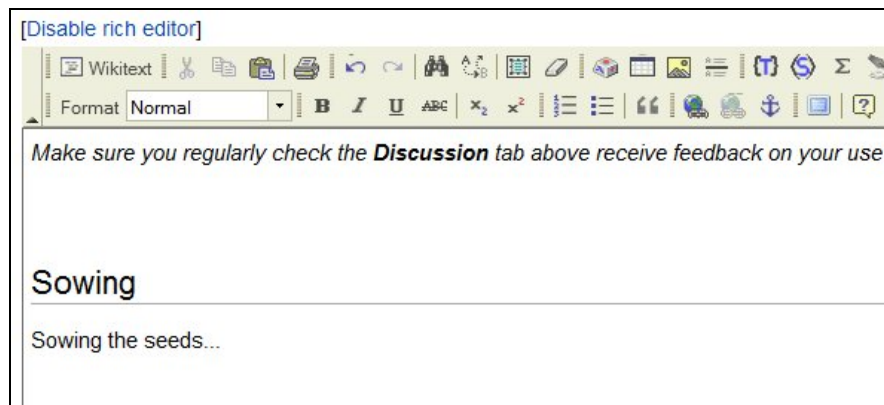 [Disable rich editor]
Wikitext
Format Normal B I U ABC x₂ x²
Make sure you regularly check the Discussion tab above receive feedback on your use
Sowing
Sowing the seeds...